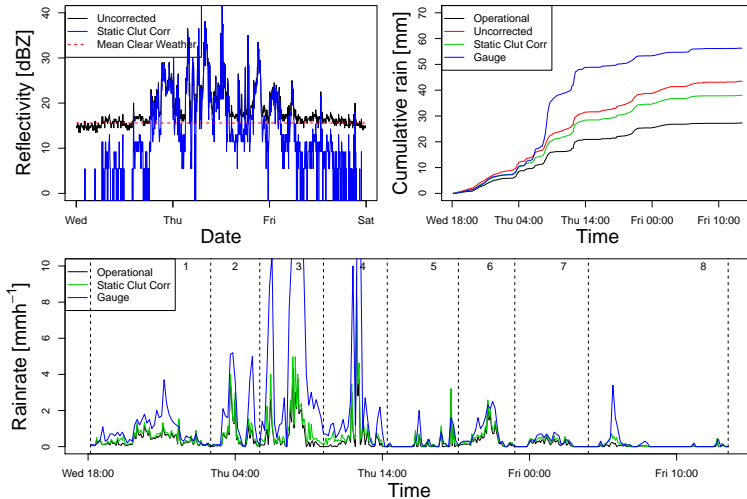 Uncorrected
Static Clut Corr
Mean Clear Weather
Reflectivity [dBZ]
0 10 20 30 40
Wed Thu Fri Sat
Date
Operational
Uncorrected
Static Clut Corr
Gauge
Cumulative rain [mm]
0 10 20 30 40 50 60 70
Wed 18:00 Thu 04:00 Thu 14:00 Fri 00:00 Fri 10:00
Time
Operational
Static Clut Corr
Gauge
1 2 3 4 5 6 7 8
Rainrate [mmh⁻¹]
0 2 4 6 8 10
Wed 18:00 Thu 04:00 Thu 14:00 Fri 00:00 Fri 10:00
Time